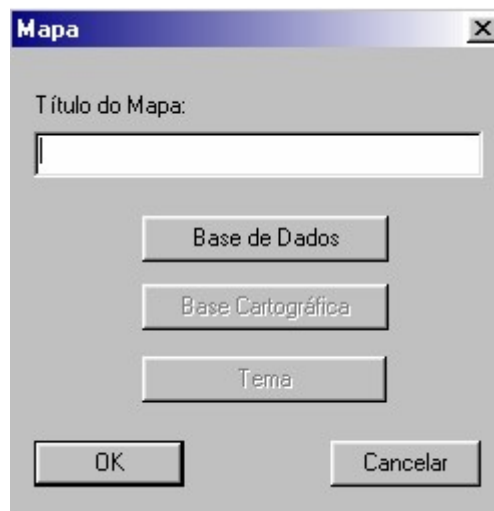 Mapa
Título do Mapa:
Base de Dados
Base Cartográfica
Tema
OK
Cancelar